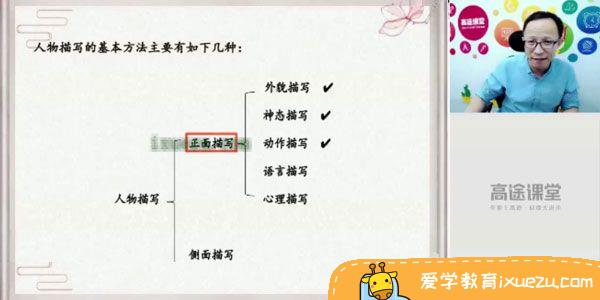 人物描写的基本方法主要有如下几种：
外貌描写 ✔
神态描写 ✔
正面描写
动作描写 ✔
语言描写
心理描写
人物描写
侧面描写
高途课堂
高途课堂
爱学教育ixuezu.com